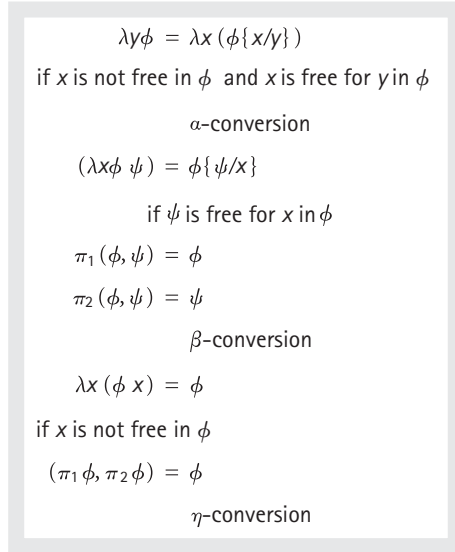 λyϕ = λx (ϕ{x/y})
if x is not free in ϕ and x is free for y in ϕ
α-conversion
(λxϕ ψ) = ϕ{ψ/x}
if ψ is free for x in ϕ
π₁ (ϕ, ψ) = ϕ
π₂ (ϕ, ψ) = ψ
β-conversion
λx (ϕ x) = ϕ
if x is not free in ϕ
(π₁ ϕ, π₂ ϕ) = ϕ
η-conversion